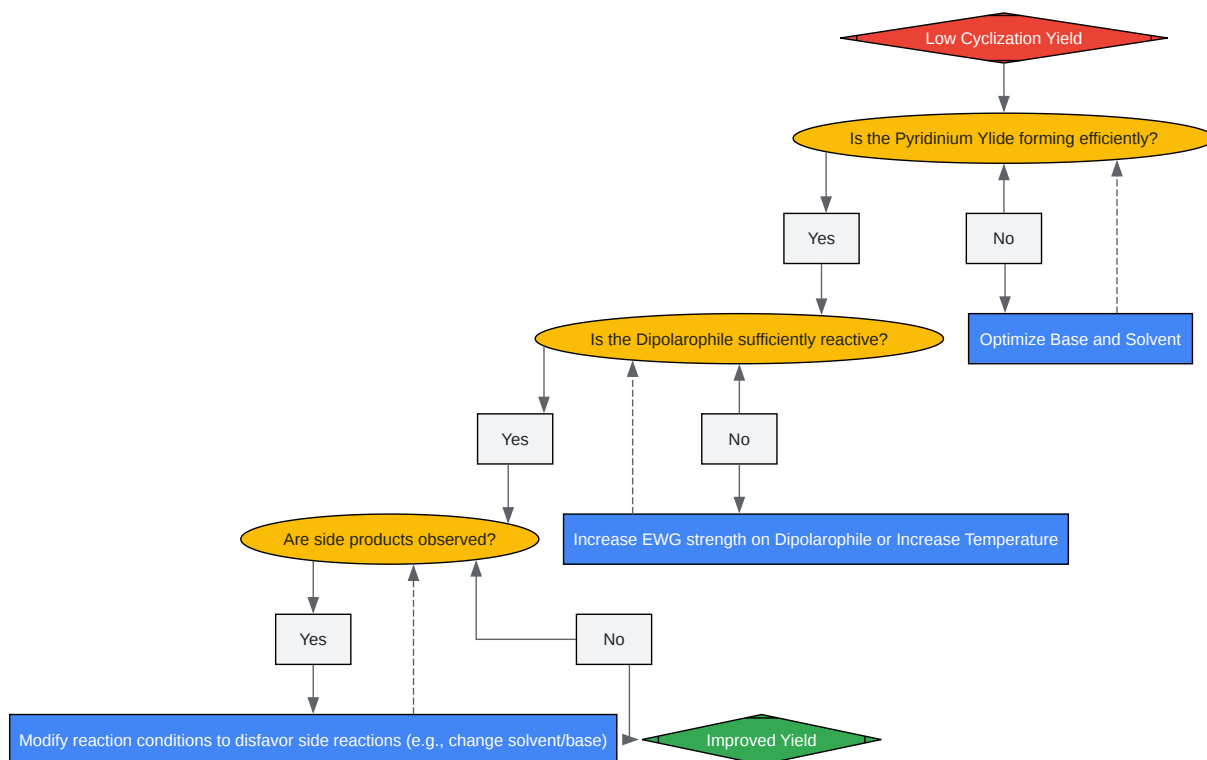 Low Cyclization Yield
Is the Pyridinium Ylide forming efficiently?
Yes
No
Is the Dipolarophile sufficiently reactive?
Optimize Base and Solvent
Yes
No
Are side products observed?
Increase EWG strength on Dipolarophile or Increase Temperature
Yes
No
Modify reaction conditions to disfavor side reactions (e.g., change solvent/base)
Improved Yield